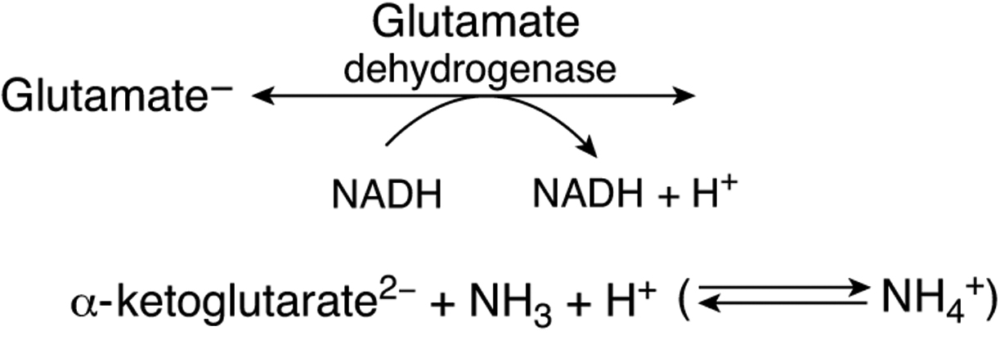 Glutamate
dehydrogenase
Glutamate⁻
NADH NADH + H⁺
α-ketoglutarate²⁻ + NH₃ + H⁺ (⇌ NH₄⁺)